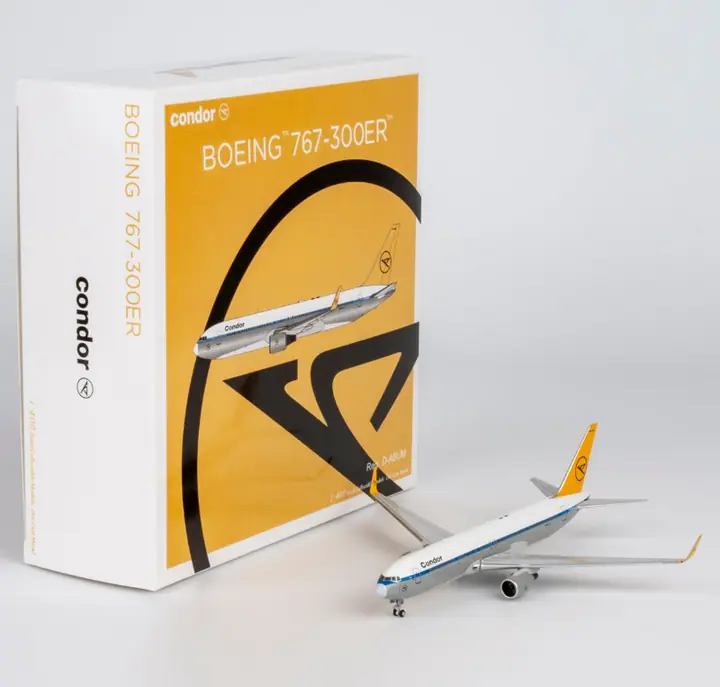 condor
BOEING™ 767-300ER™
Condor
Reg. D-ABUM
BOEING 767-300ER
condor
Condor